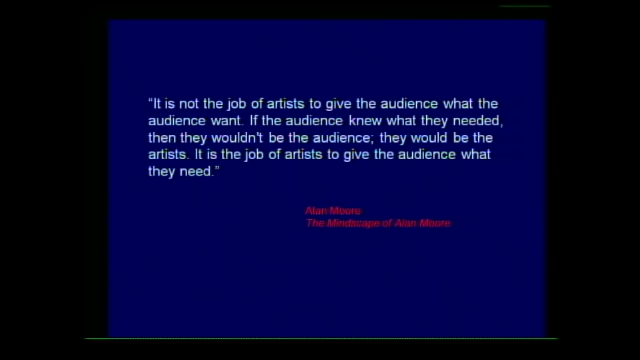 “It is not the job of artists to give the audience what the
audience want. If the audience knew what they needed,
then they wouldn't be the audience; they would be the
artists. It is the job of artists to give the audience what
they need.”
Alan Moore
The Mindscape of Alan Moore